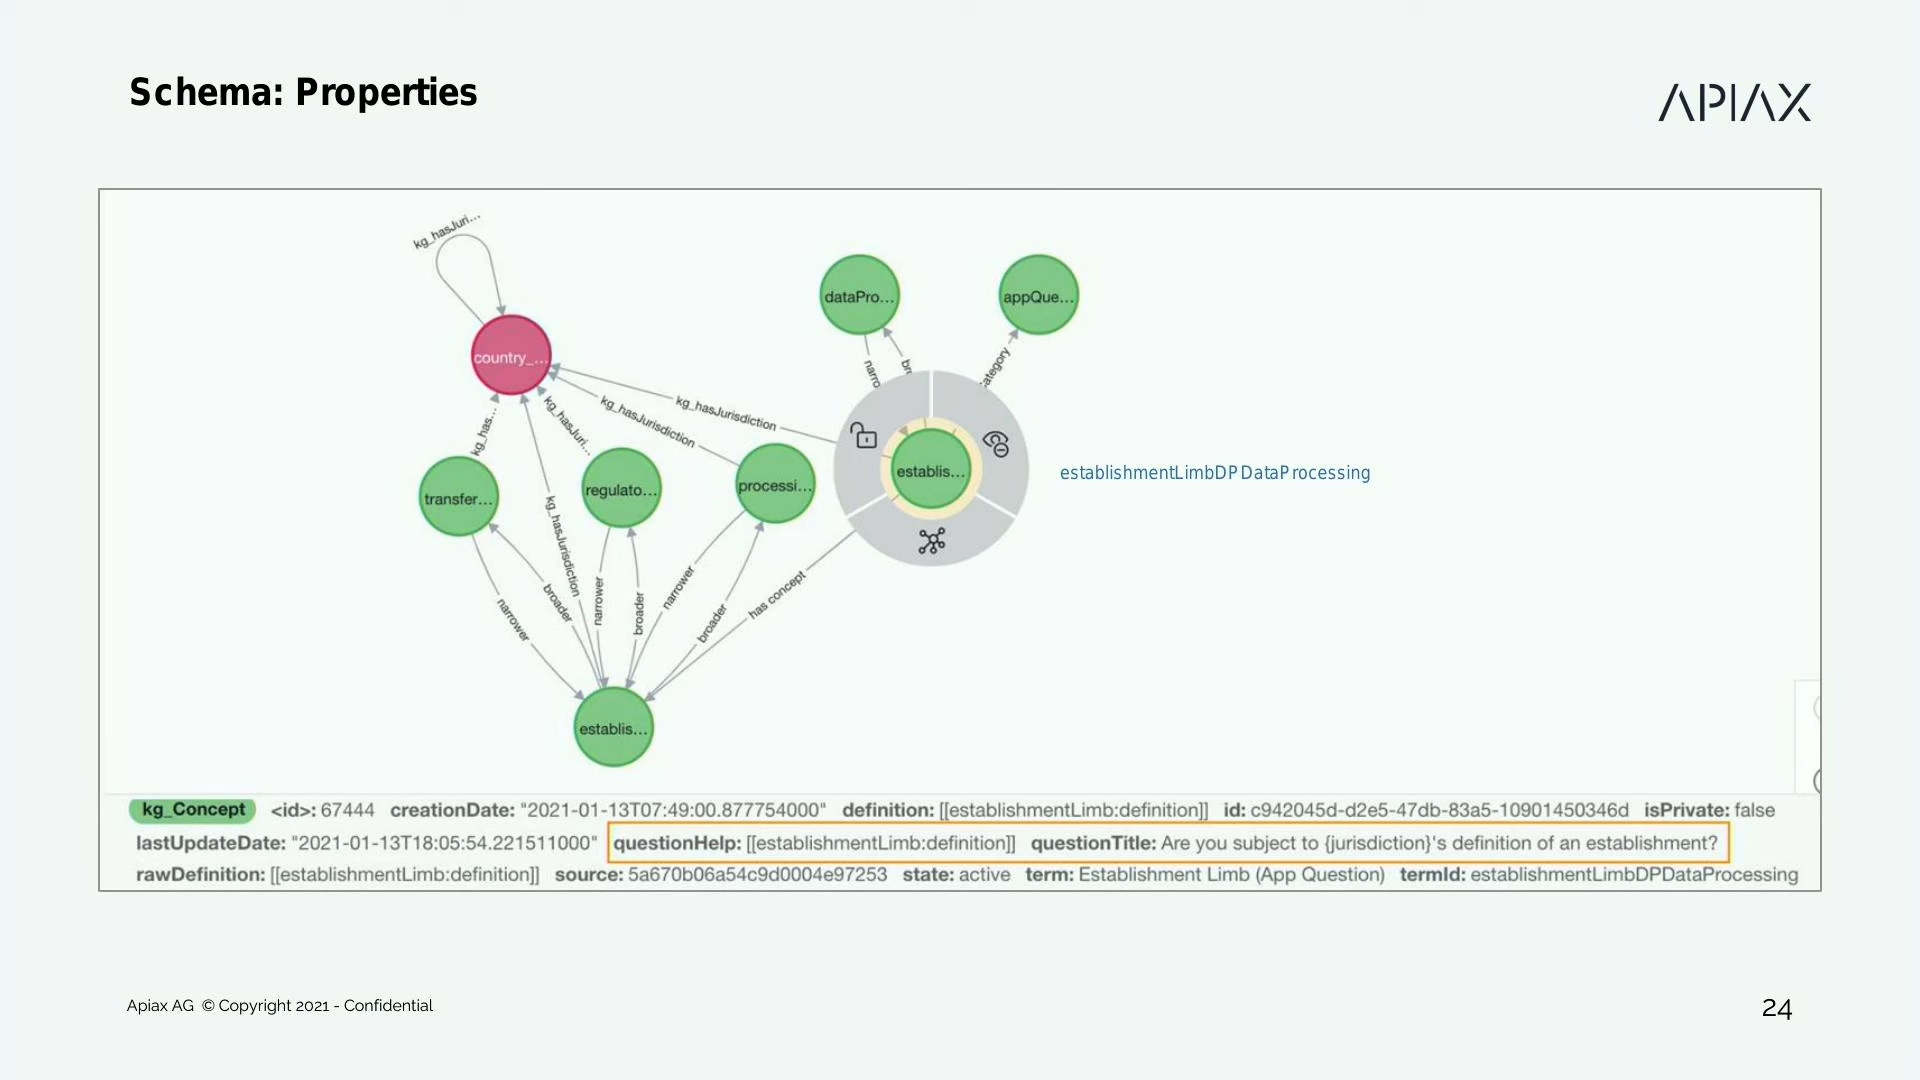 Schema: Properties
APIAX
kg_hasJuri...
dataPro...
appQue...
country_...
narro
br
ategory
kg_hasJurisdiction
kg_hasJurisdiction
kg_hasJuri...
kg_has...
establis...
establishmentLimbDPDataProcessing
transfer...
regulato...
processi...
kg_hasJurisdiction
narrower
broader
narrower
broader
narrower
broader
has concept
establis...
kg_Concept <id>: 67444 creationDate: "2021-01-13T07:49:00.877754000" definition: [[establishmentLimb:definition]] id: c942045d-d2e5-47db-83a5-10901450346d isPrivate: false
lastUpdateDate: "2021-01-13T18:05:54.221511000" questionHelp: [[establishmentLimb:definition]] questionTitle: Are you subject to {jurisdiction}'s definition of an establishment?
rawDefinition: [[establishmentLimb:definition]] source: 5a670b06a54c9d0004e97253 state: active term: Establishment Limb (App Question) termId: establishmentLimbDPDataProcessing
Apiax AG © Copyright 2021 - Confidential
24